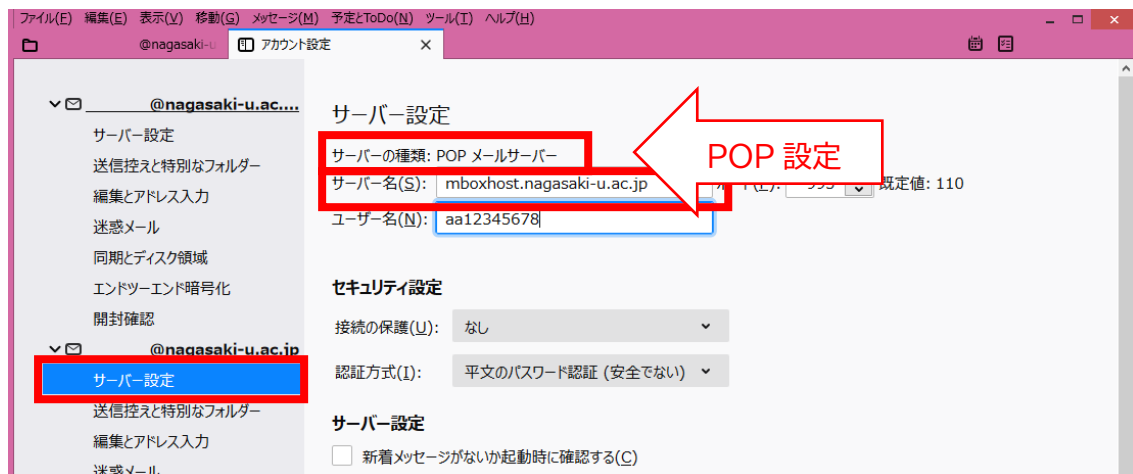 ファイル(F) 編集(E) 表示(V) 移動(G) メッセージ(M) 予定とToDo(N) ツール(T) ヘルプ(H)
@nagasaki-u アカウント設定
@nagasaki-u.ac....
サーバー設定
送信控えと特別なフォルダー
編集とアドレス入力
迷惑メール
同期とディスク領域
エンドツーエンド暗号化
開封確認
@nagasaki-u.ac.jp
サーバー設定
送信控えと特別なフォルダー
編集とアドレス入力
迷惑メール
サーバー設定
サーバーの種類: POP メールサーバー
サーバー名(S): mboxhost.nagasaki-u.ac.jp 993 既定値: 110
ユーザー名(N): aa12345678
POP 設定
セキュリティ設定
接続の保護(U): なし
認証方式(I): 平文のパスワード認証 (安全でない)
サーバー設定
新着メッセージがないか起動時に確認する(C)